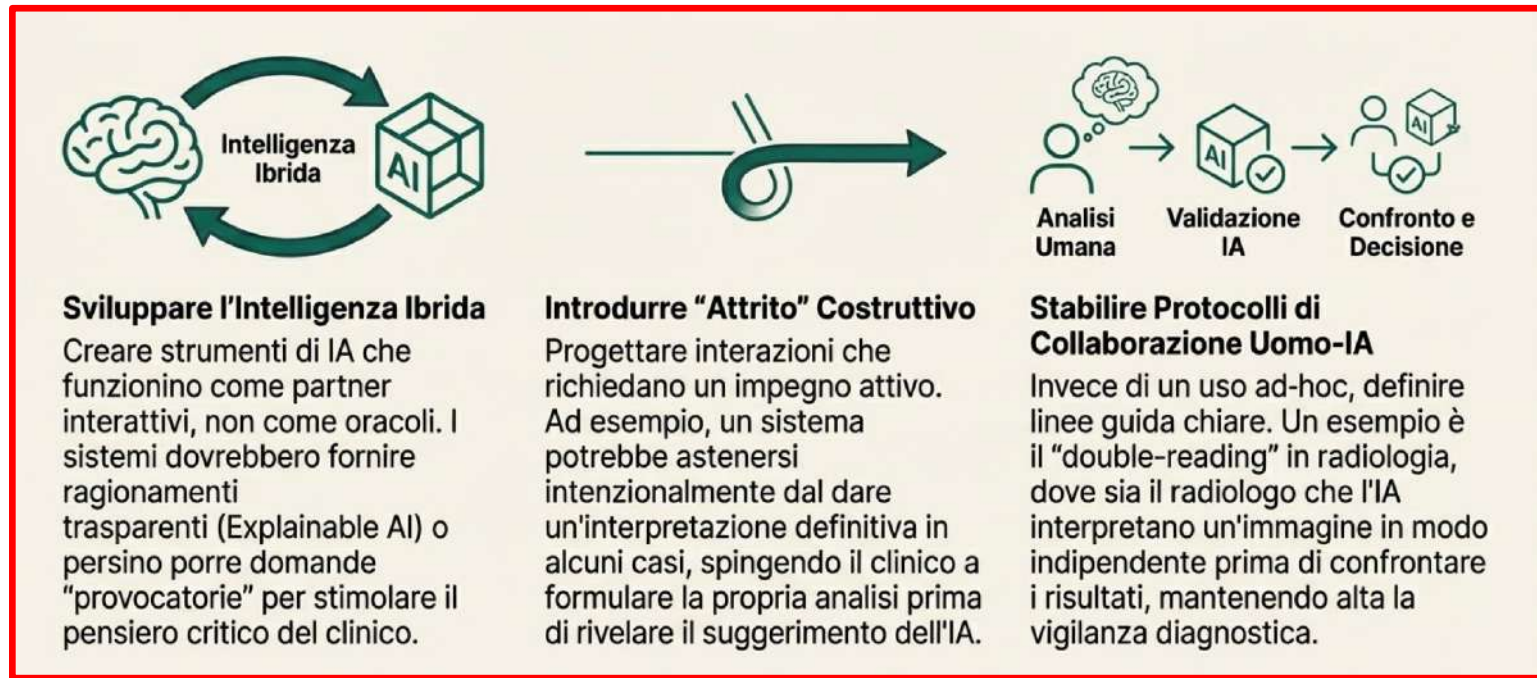 Intelligenza
Ibrida
AI
Sviluppare l'Intelligenza Ibrida
Creare strumenti di IA che
funzionino come partner
interattivi, non come oracoli. I
sistemi dovrebbero fornire
ragionamenti
trasparenti (Explainable AI) o
persino porre domande
“provocatorie” per stimolare il
pensiero critico del clinico.
Introdurre “Attrito” Costruttivo
Progettare interazioni che
richiedano un impegno attivo.
Ad esempio, un sistema
potrebbe astenersi
intenzionalmente dal dare
un'interpretazione definitiva in
alcuni casi, spingendo il clinico a
formulare la propria analisi prima
di rivelare il suggerimento dell'IA.
AI
AI
Analisi
Umana
Validazione
IA
Confronto e
Decisione
Stabilire Protocolli di
Collaborazione Uomo-IA
Invece di un uso ad-hoc, definire
linee guida chiare. Un esempio è
il “double-reading” in radiologia,
dove sia il radiologo che l'IA
interpretano un'immagine in modo
indipendente prima di confrontare
i risultati, mantenendo alta la
vigilanza diagnostica.